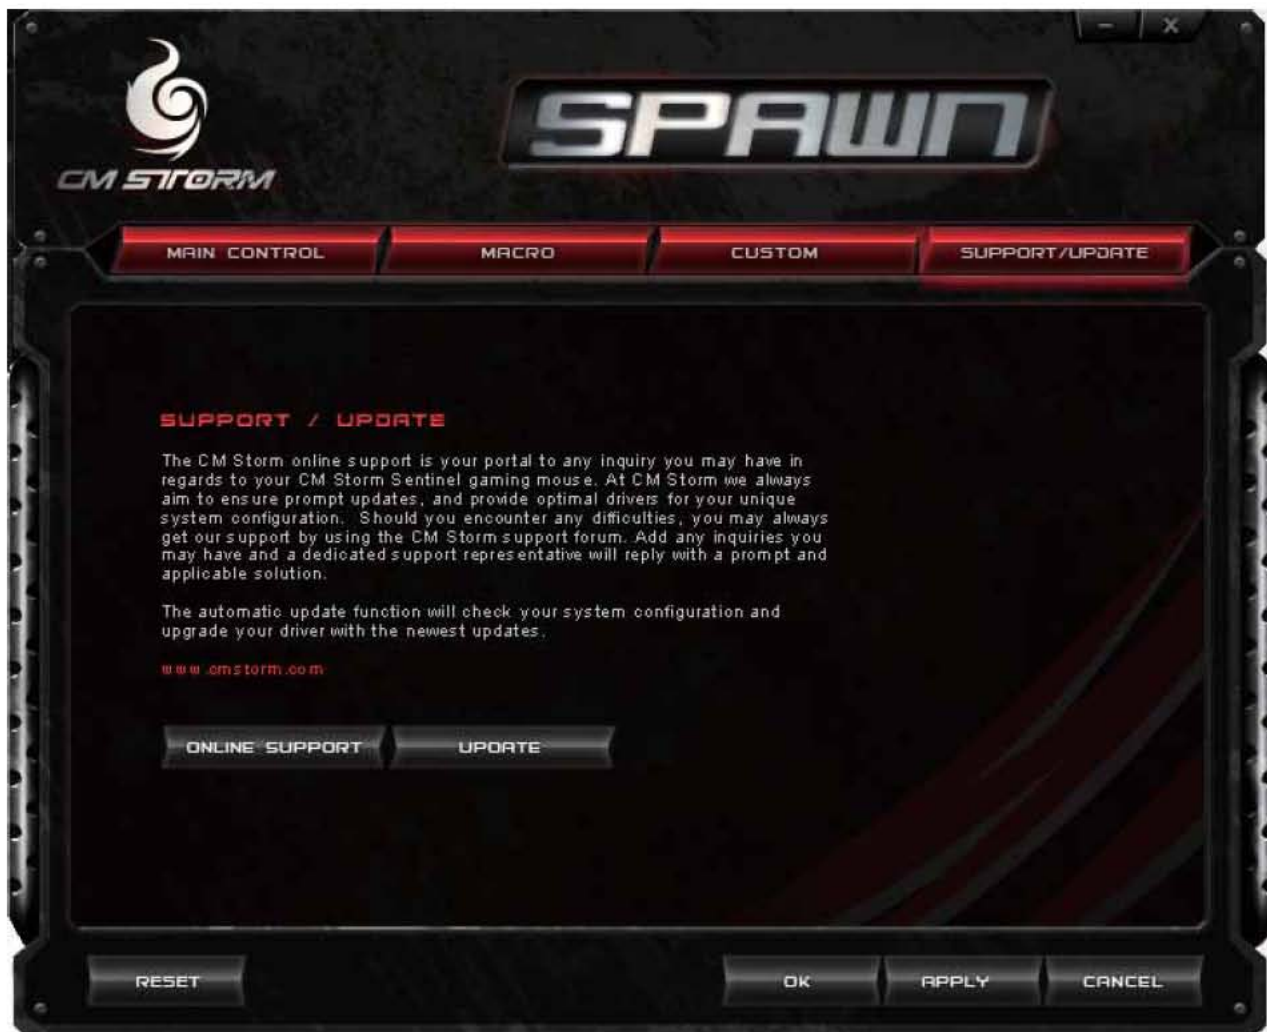 CM STORM
SPAWN
MAIN CONTROL
MACRO
CUSTOM
SUPPORT/UPDATE
SUPPORT / UPDATE
The CM Storm online support is your portal to any inquiry you may have in
regards to your CM Storm Sentinel gaming mouse. At CM Storm we always
aim to ensure prompt updates, and provide optimal drivers for your unique
system configuration. Should you encounter any difficulties, you may always
get our support by using the CM Storm support forum. Add any inquiries you
may have and a dedicated support representative will reply with a prompt and
applicable solution.
The automatic update function will check your system configuration and
upgrade your driver with the newest updates.
www.cmstorm.com
ONLINE SUPPORT
UPDATE
RESET
OK
APPLY
CANCEL